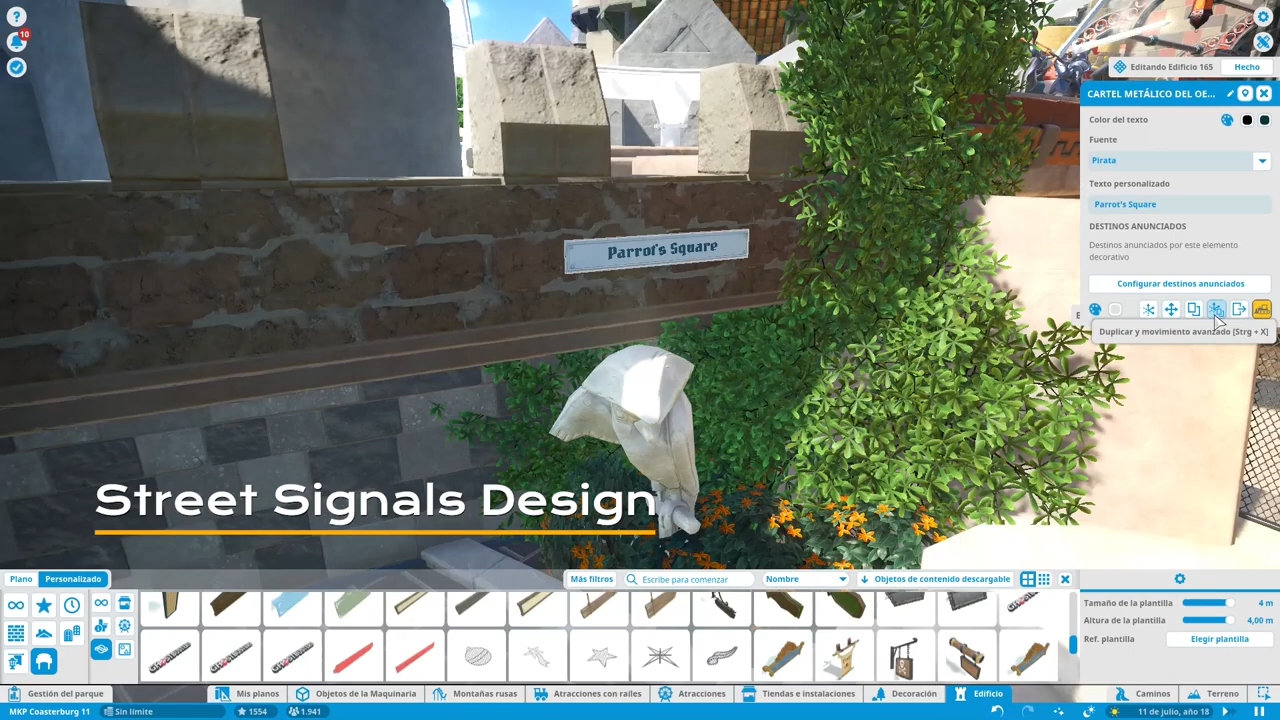 10
Editando Edificio 165
Hecho
CARTEL METÁLICO DEL OE...
Color del texto
Fuente
Pirata
Texto personalizado
Parrot's Square
DESTINOS ANUNCIADOS
Destinos anunciados por este elemento
decorativo
Configurar destinos anunciados
Duplicar y movimiento avanzado [Strg + X]
Parrot's Square
Street Signals Design
Plano
Personalizado
Más filtros
Escribe para comenzar
Nombre
Objetos de contenido descargable
Tamaño de la plantilla
4 m
Altura de la plantilla
4,00 m
Ref. plantilla
Elegir plantilla
Gestión del parque
Mis planos
Objetos de la Maquinaria
Montañas rusas
Atracciones con raíles
Atracciones
Tiendas e instalaciones
Decoración
Edificio
Caminos
Terreno
MKP Coasterburg 11
Sin límite
1554
1.941
11 de julio, año 18